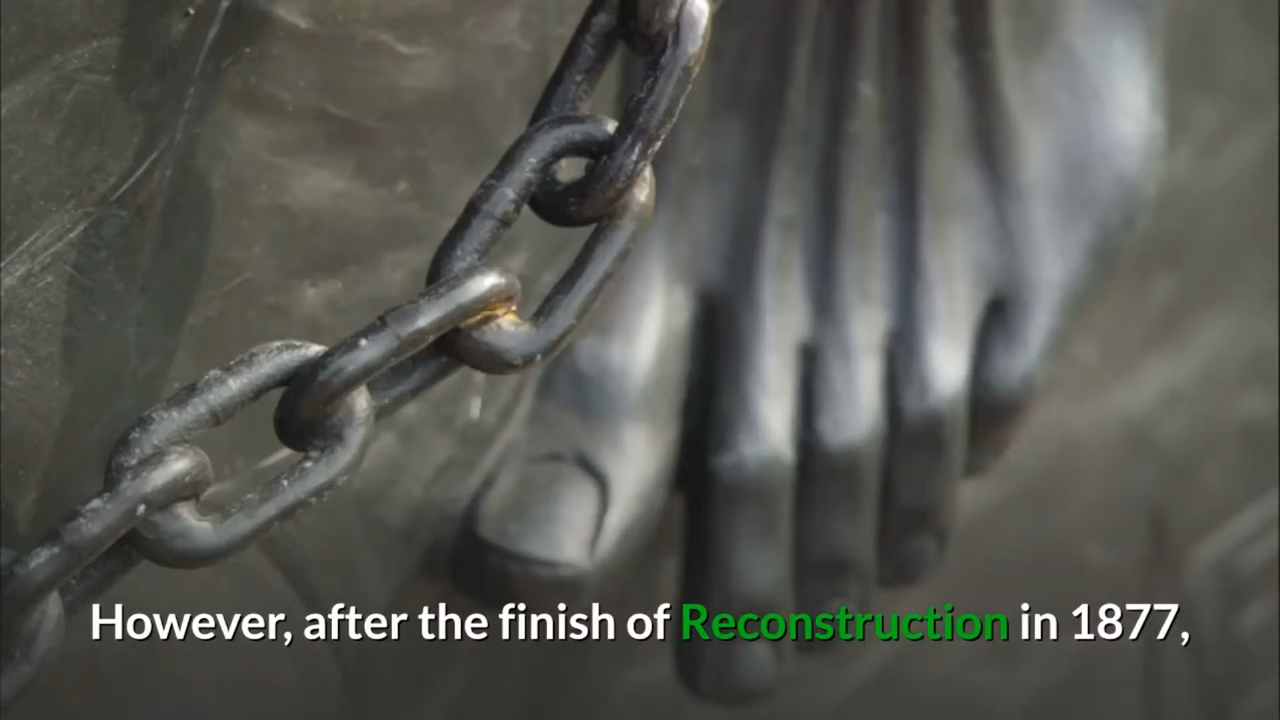 However, after the finish of Reconstruction in 1877,